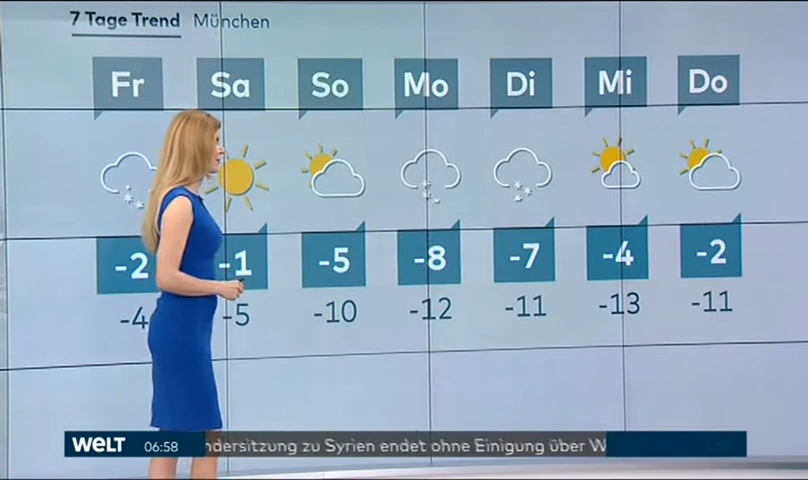 7 Tage Trend München
Fr Sa So Mo Di Mi Do
-2 -1 -5 -8 -7 -4 -2
-4 -5 -10 -12 -11 -13 -11
WELT 06:58 ndersitzung zu Syrien endet ohne Einigung über W